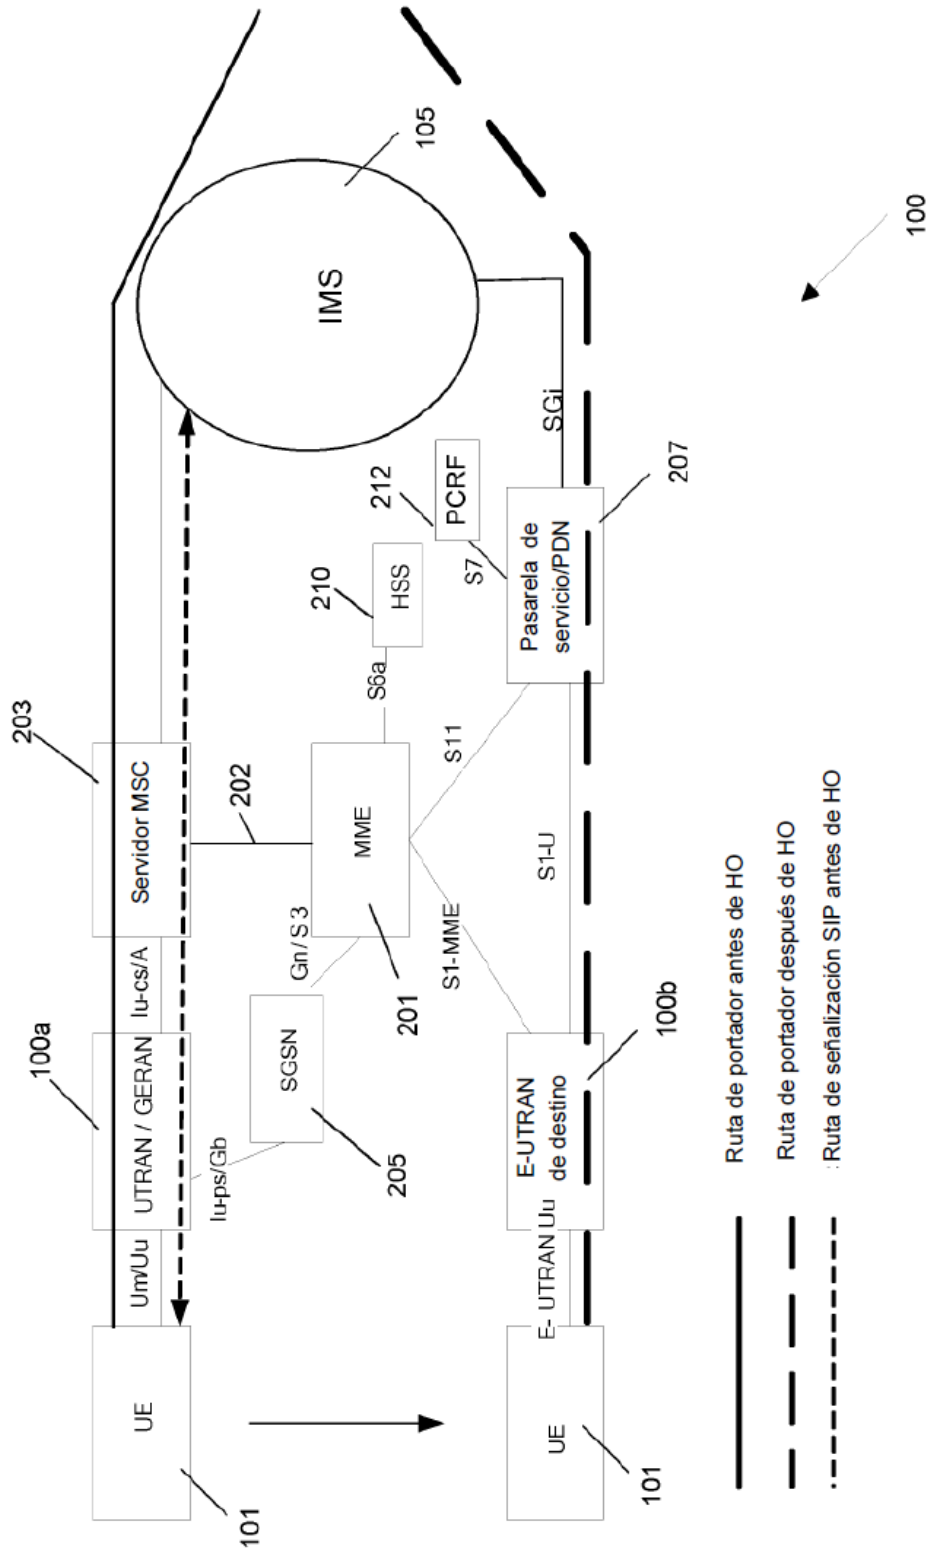 UE
101
Um/Uu
100a
UTRAN / GERAN
Iu-cs/A
203
Servidor MSC
Iu-ps/Gb
SGSN
205
Gn/S3
202
MME
201
S6a
210
HSS
212
PCRF
S7
IMS
105
S1-MME
S11
UE
101
E- UTRAN Uu
E-UTRAN
de destino
100b
S1-U
Pasarela de
servicio/PDN
207
SGi
100
Ruta de portador antes de HO
Ruta de portador después de HO
: Ruta de señalización SIP antes de HO